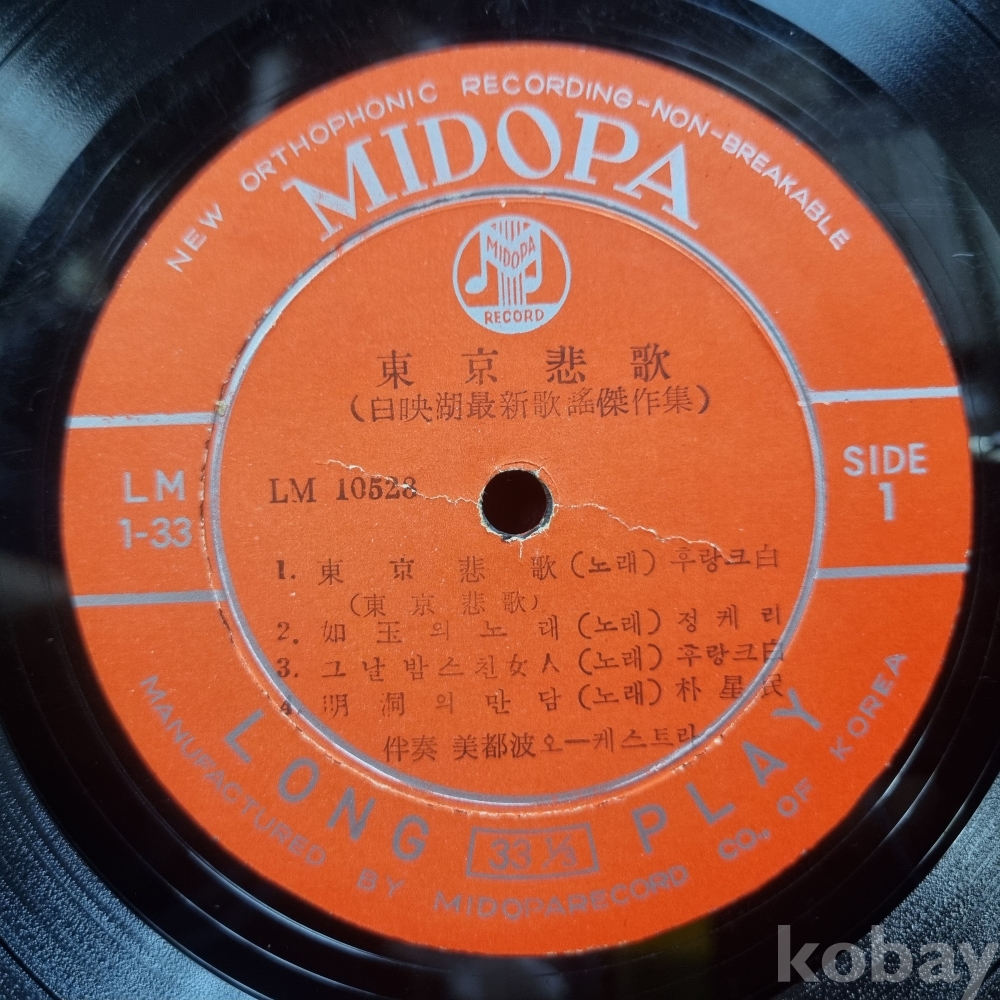 NEW ORTHOPHONIC RECORDING-NON-BREAKABLE
MIDOPA
MIDOPA
RECORD
東京悲歌
(白映湖最新歌謠傑作集)
LM 10528
LM
1-33
SIDE
1
1. 東京悲歌 (노래) 후랑크白
(東京悲歌)
2. 如玉의노래 (노래) 정케리
3. 그날밤스친女人 (노래) 후랑크白
4. 明洞의만담 (노래) 朴星民
伴奏 美都波오—케스트라
LONG PLAY
33 1/3
MANUFACTURED BY MIDOPARECORD CO., OF KOREA
kobay